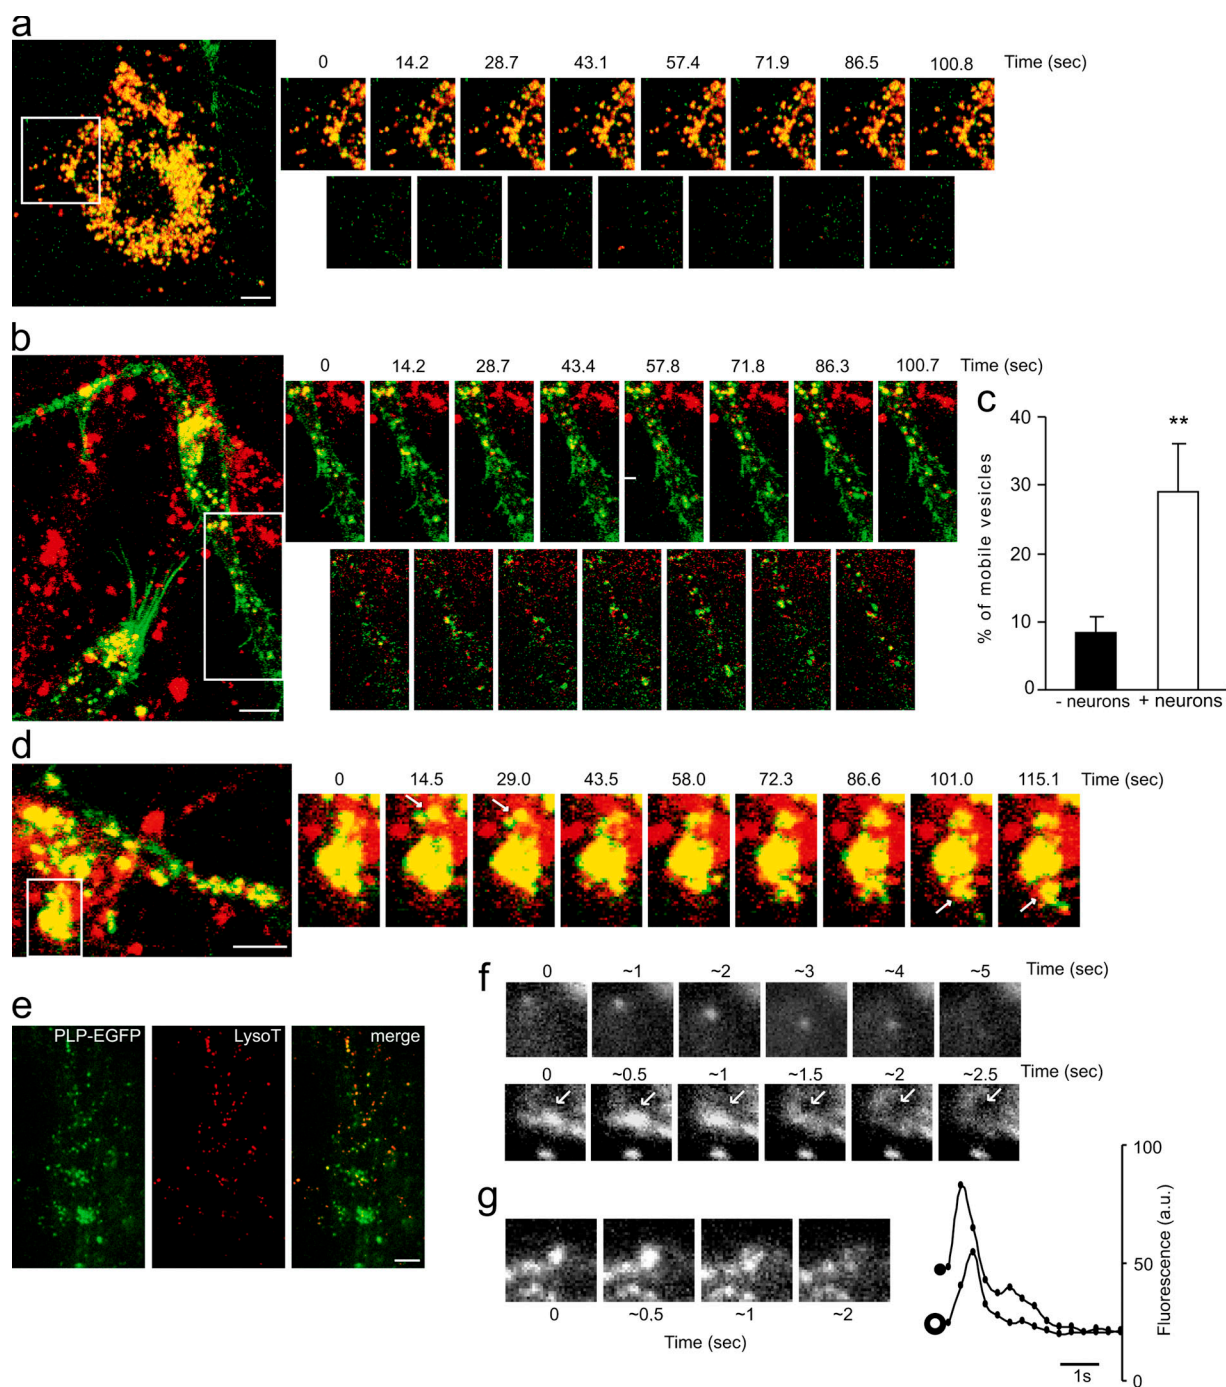 a
0 14.2 28.7 43.1 57.4 71.9 86.5 100.8 Time (sec)
b
0 14.2 28.7 43.4 57.8 71.8 86.3 100.7 Time (sec)
c
% of mobile vesicles
40
30
20
10
0
**
- neurons + neurons
d
0 14.5 29.0 43.5 58.0 72.3 86.6 101.0 115.1 Time (sec)
e
PLP-EGFP LysoT merge
f
0 ~1 ~2 ~3 ~4 ~5 Time (sec)
0 ~0.5 ~1 ~1.5 ~2 ~2.5 Time (sec)
g
0 ~0.5 ~1 ~2
Time (sec)
100
50
0
Fluorescence (a.u.)
1s